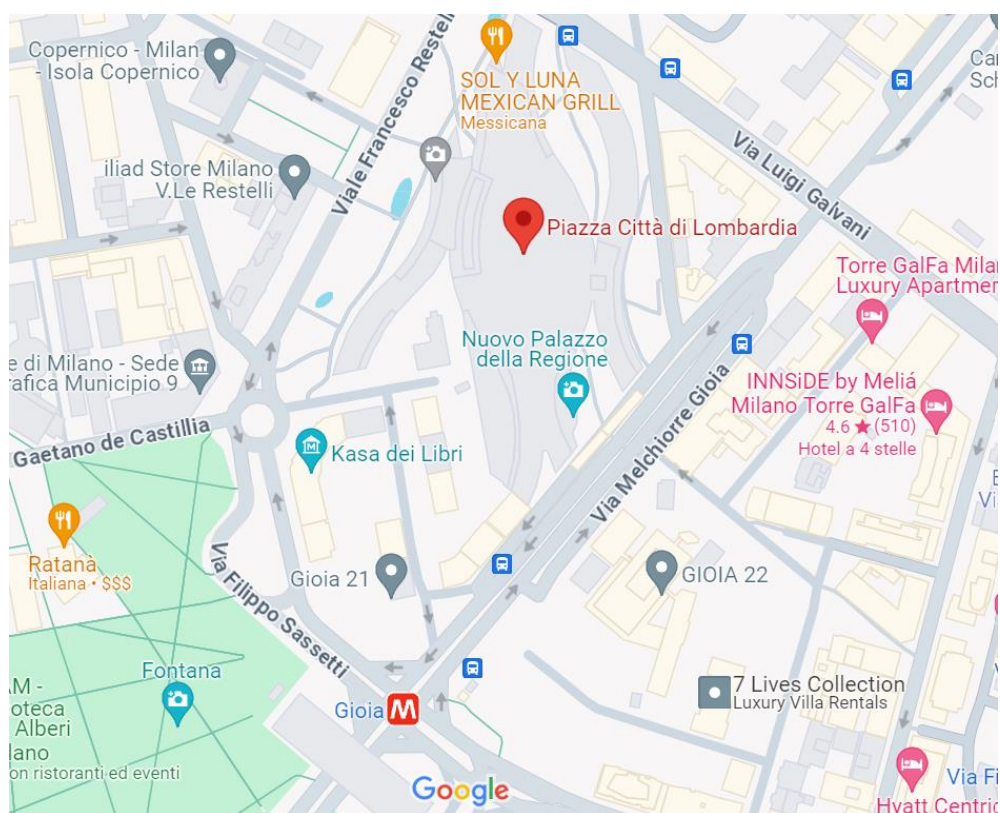 Copernico - Milan
- Isola Copernico
SOL Y LUNA
MEXICAN GRILL
Messicana
Viale Francesco Restell
iliad Store Milano
V.Le Restelli
Via Luigi Galvani
Piazza Città di Lombardia
Torre GalFa Mila
Luxury Apartmen
Nuovo Palazzo
della Regione
e di Milano - Sede
rafica Municipio 9
INNSiDE by Meliá
Milano Torre GalFa
4.6 ★ (510)
Hotel a 4 stelle
Gaetano de Castillia
Kasa dei Libri
Via Melchiorre Gioia
Ratanà
Italiana • $$$
Via Filippo Sassetti
Gioia 21
GIOIA 22
Fontana
AM -
oteca
Alberi
lano
on ristoranti ed eventi
Gioia
M
7 Lives Collection
Luxury Villa Rentals
Google
Via Fi
Hyatt Centric